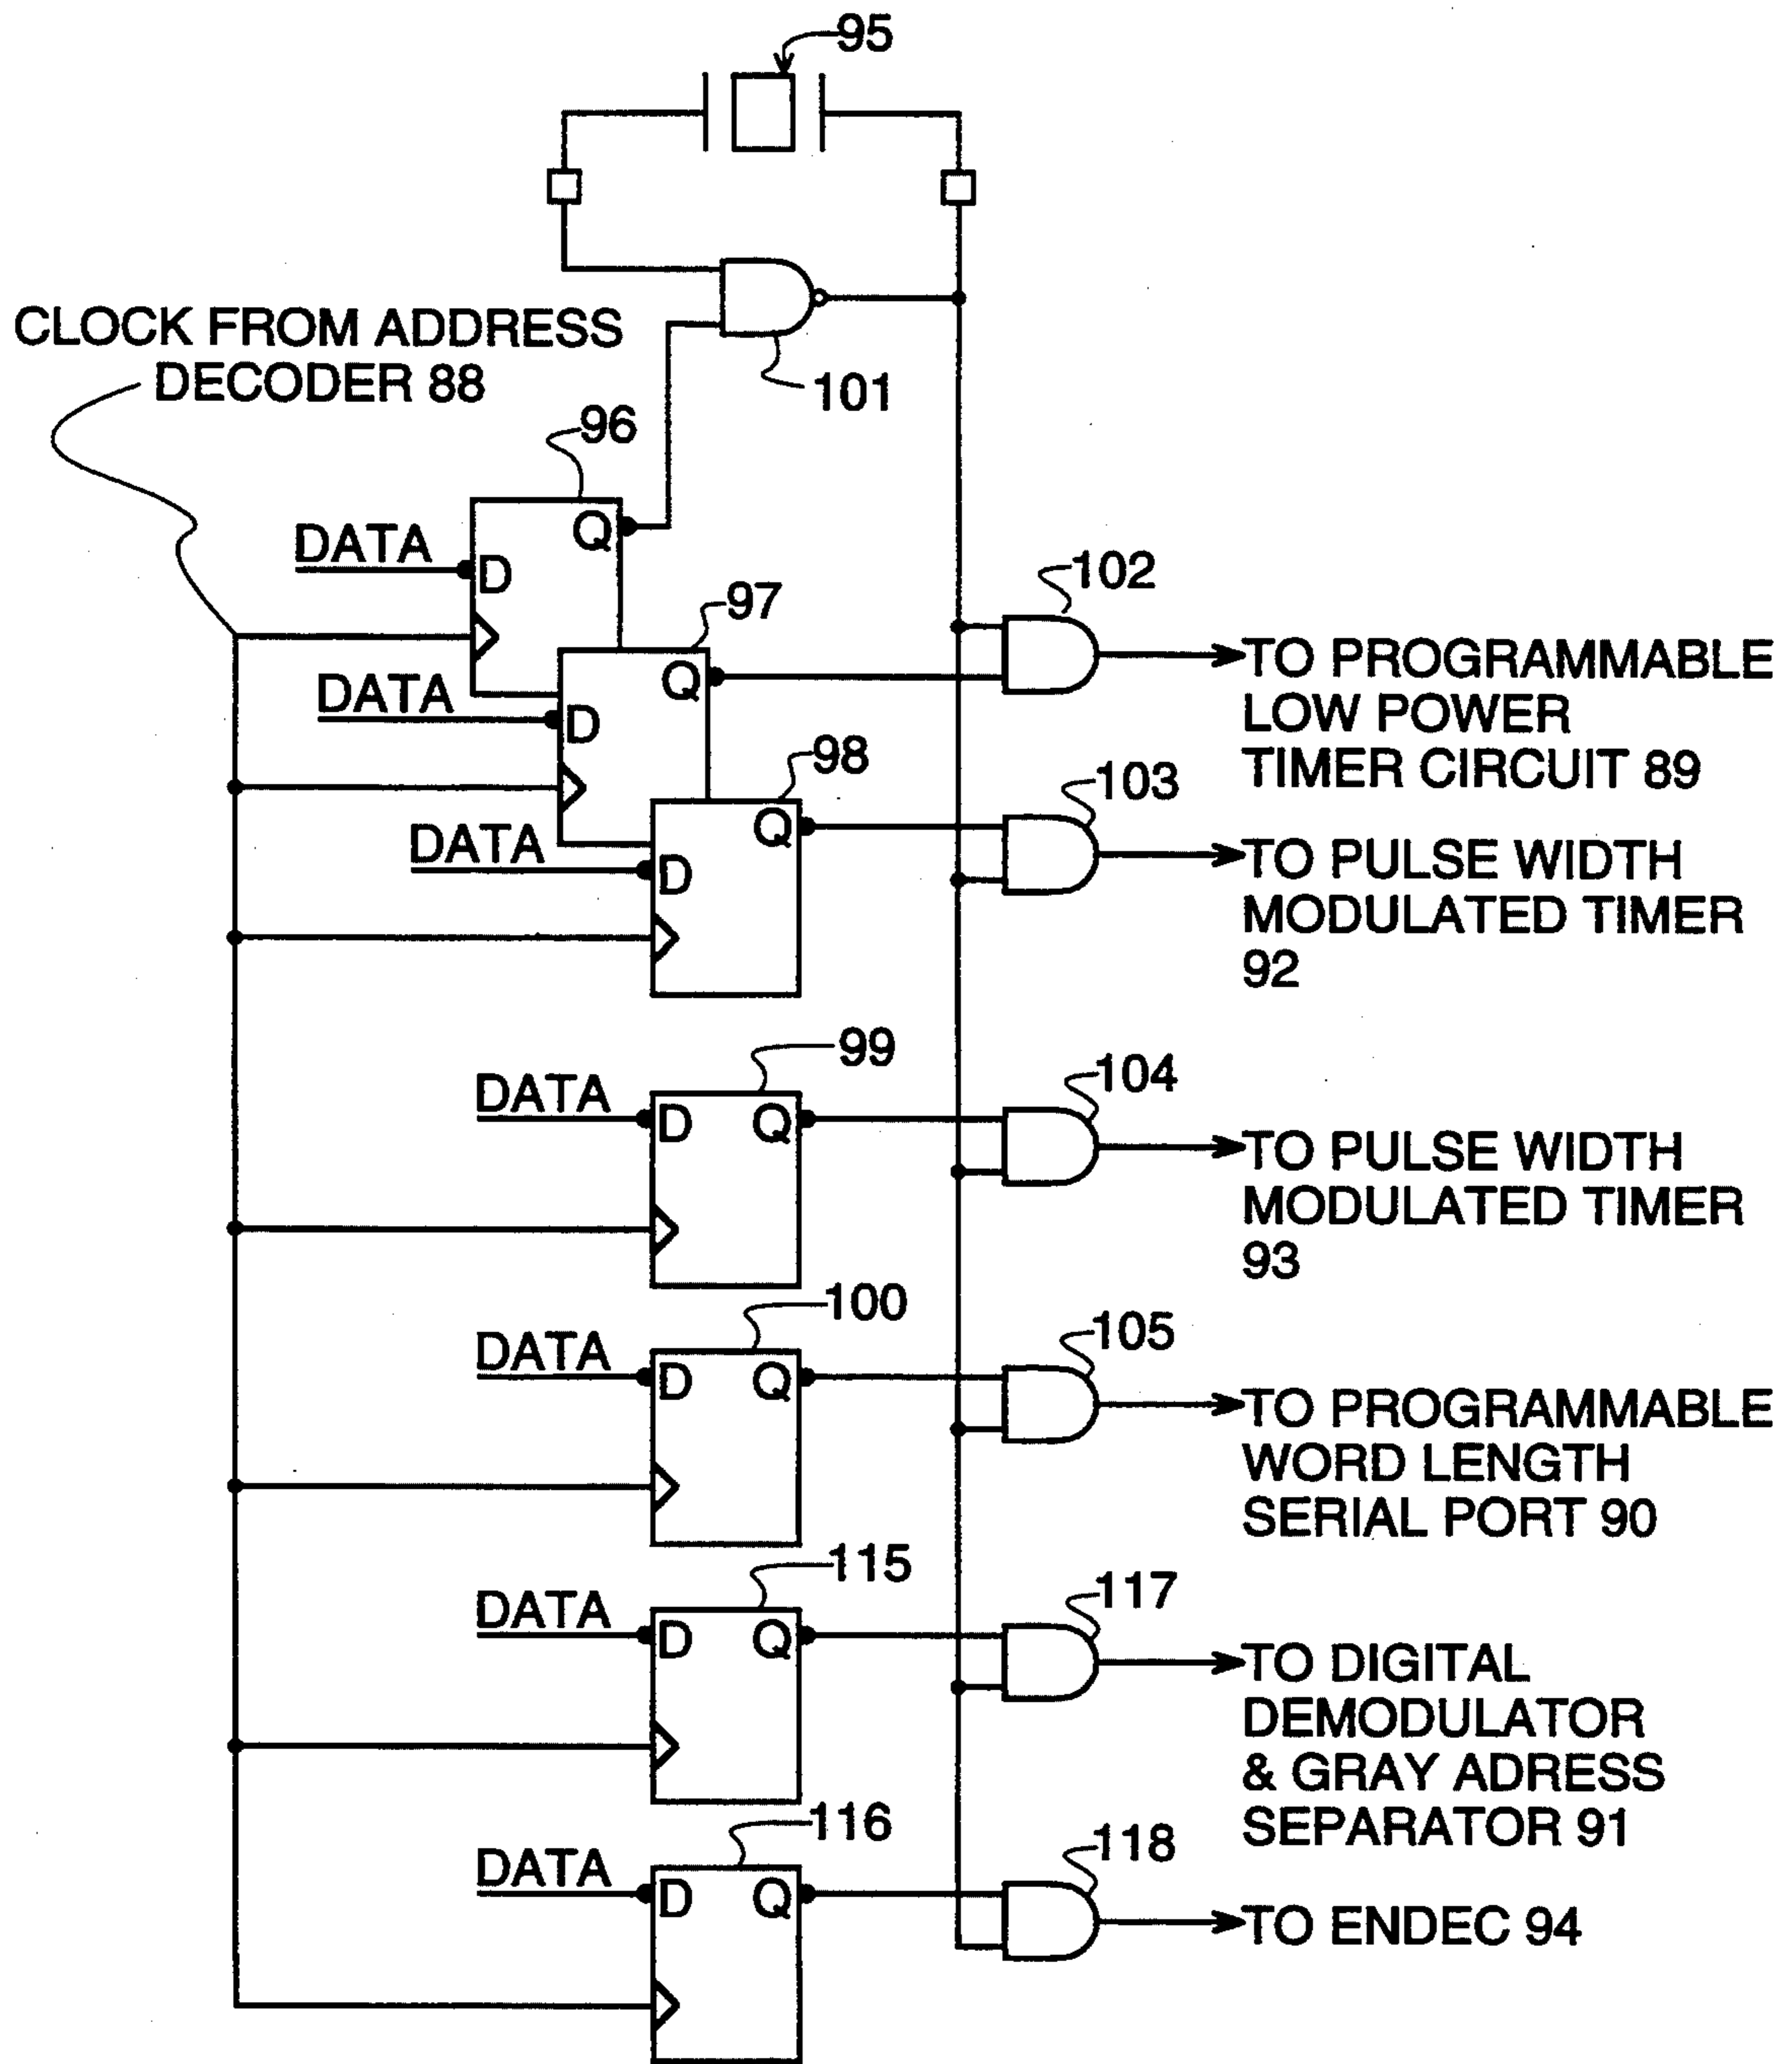 95
CLOCK FROM ADDRESS
DECODER 88
101
96
DATA
D
Q
97
DATA
D
Q
98
DATA
D
Q
102
TO PROGRAMMABLE
LOW POWER
TIMER CIRCUIT 89
103
TO PULSE WIDTH
MODULATED TIMER
92
99
DATA
D
Q
104
TO PULSE WIDTH
MODULATED TIMER
93
100
DATA
D
Q
105
TO PROGRAMMABLE
WORD LENGTH
SERIAL PORT 90
115
DATA
D
Q
117
TO DIGITAL
DEMODULATOR
& GRAY ADRESS
SEPARATOR 91
116
DATA
D
Q
118
TO ENDEC 94